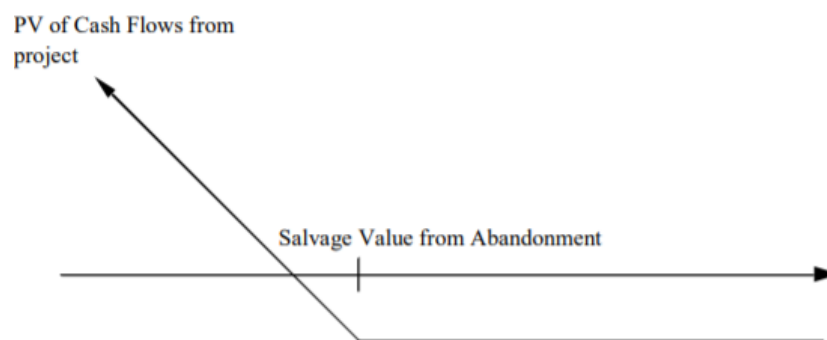 PV of Cash Flows from
project
Salvage Value from Abandonment